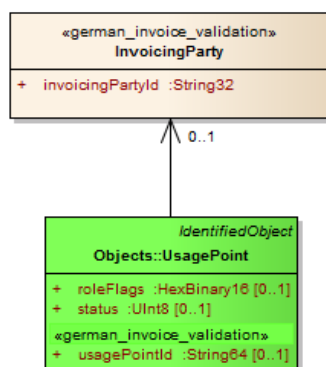 «german_invoice_validation»
InvoicingParty
+ invoicingPartyId :String32
0..1
IdentifiedObject
Objects::UsagePoint
+ roleFlags :HexBinary16 [0..1]
+ status :UInt8 [0..1]
«german_invoice_validation»
+ usagePointId :String64 [0..1]